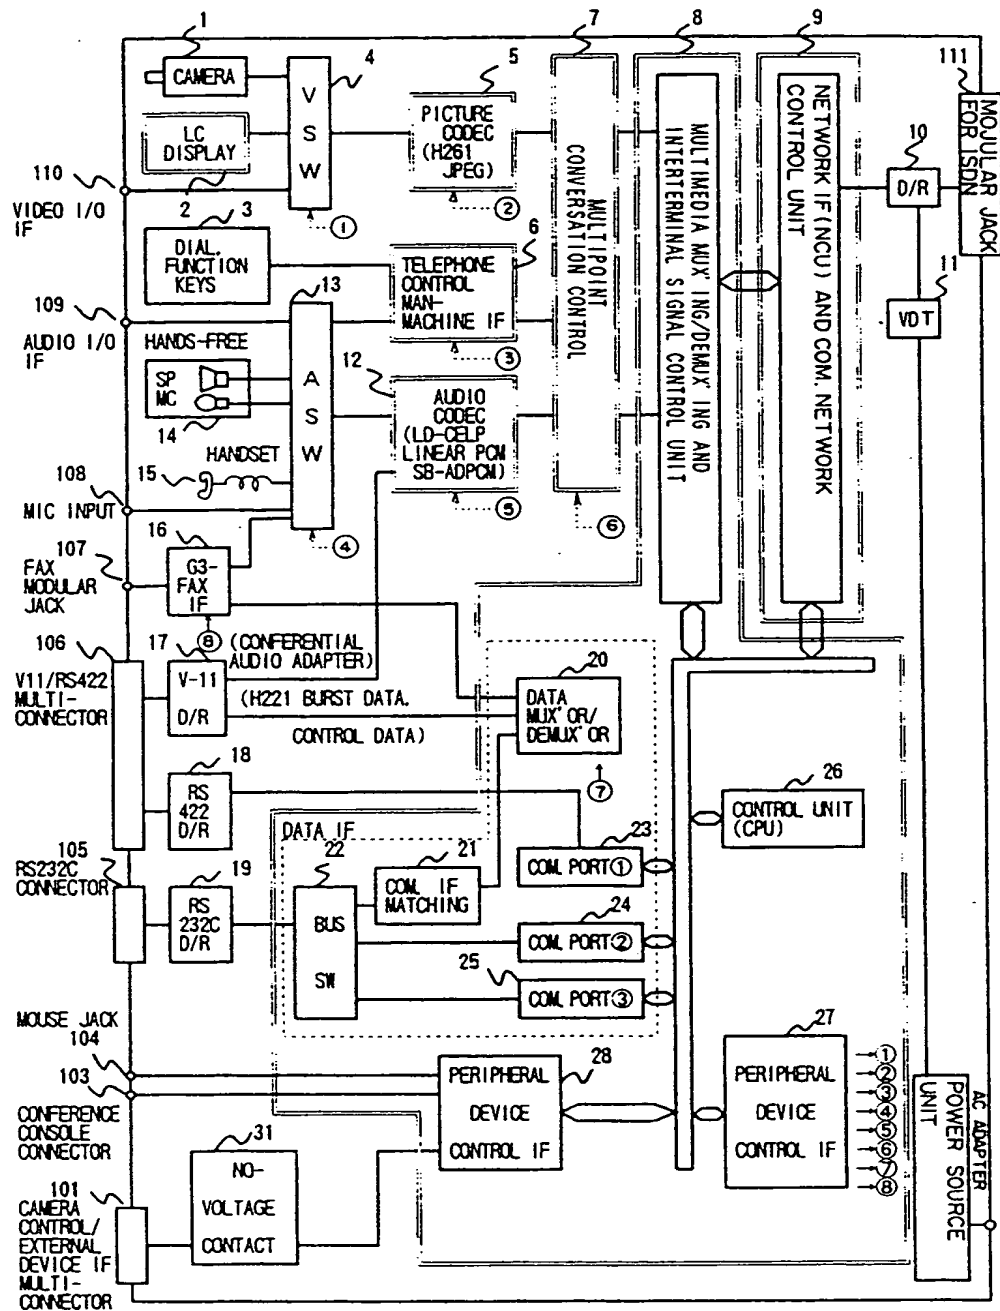 1
4
5
7
8
9
111
CAMERA
V
S
W
PICTURE
CODEC
(H261
JPEG)
LC
DISPLAY
110
VIDEO I/O
IF
2
3
①
②
DIAL.
FUNCTION
KEYS
6
TELEPHONE
CONTROL
MAN-
MACHINE IF
③
MULTIPOINT
CONVERSATION CONTROL
MULTIMEDIA MUX'ING/DEMUX'ING AND
INTERTERMINAL SIGNAL CONTROL UNIT
NETWORK IF(NCU) AND COM. NETWORK
CONTROL UNIT
10
D/R
MOJULAR JACK
FOR ISDN
11
VDT
109
AUDIO I/O
IF
13
HANDS-FREE
SP
MC
14
A
S
W
12
AUDIO
CODEC
(LD-CELP
LINEAR PCM
SB-ADPCM)
⑤
⑥
HANDSET
15
108
MIC INPUT
④
107
FAX
MODULAR
JACK
16
G3-
FAX
IF
⑧
106
V11/RS422
MULTI-
CONNECTOR
17
V-11
D/R
(CONFERENTIAL
AUDIO ADAPTER)
(H221 BURST DATA.
CONTROL DATA)
20
DATA
MUX'OR/
DEMUX'OR
⑦
18
RS
422
D/R
26
CONTROL UNIT
(CPU)
DATA IF
105
RS232C
CONNECTOR
19
RS
232C
D/R
22
BUS
SW
21
COM. IF
MATCHING
23
COM. PORT①
24
COM. PORT②
25
COM. PORT③
MOUSE JACK
104
103
CONFERENCE
CONSOLE
CONNECTOR
28
PERIPHERAL
DEVICE
CONTROL IF
27
PERIPHERAL
DEVICE
CONTROL IF
①
②
③
④
⑤
⑥
⑦
⑧
POWER SOURCE
UNIT
AC ADAPTER
31
NO-
VOLTAGE
CONTACT
101
CAMERA
CONTROL/
EXTERNAL
DEVICE IF
MULTI-
CONNECTOR